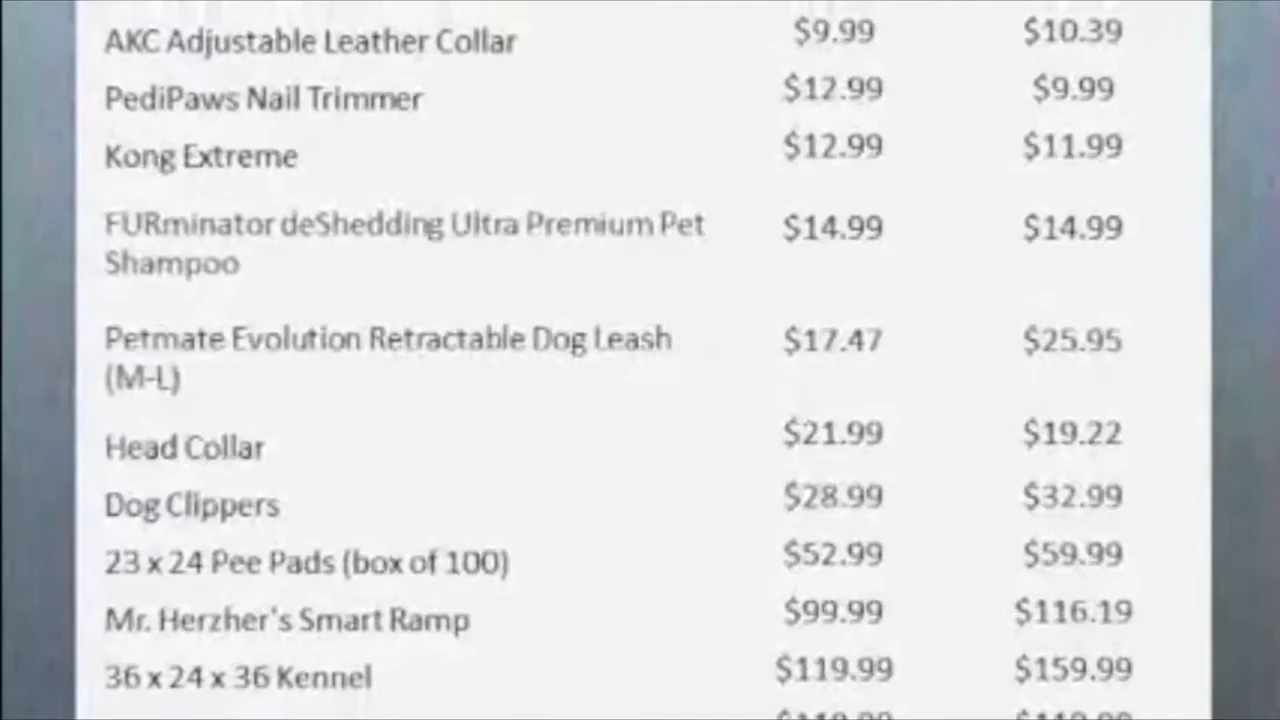 AKC Adjustable Leather Collar $9.99 $10.39
PediPaws Nail Trimmer $12.99 $9.99
Kong Extreme $12.99 $11.99
FURminator deShedding Ultra Premium Pet $14.99 $14.99
Shampoo
Petmate Evolution Retractable Dog Leash $17.47 $25.95
(M-L)
Head Collar $21.99 $19.22
Dog Clippers $28.99 $32.99
23 x 24 Pee Pads (box of 100) $52.99 $59.99
Mr. Herzher's Smart Ramp $99.99 $116.19
36 x 24 x 36 Kennel $119.99 $159.99